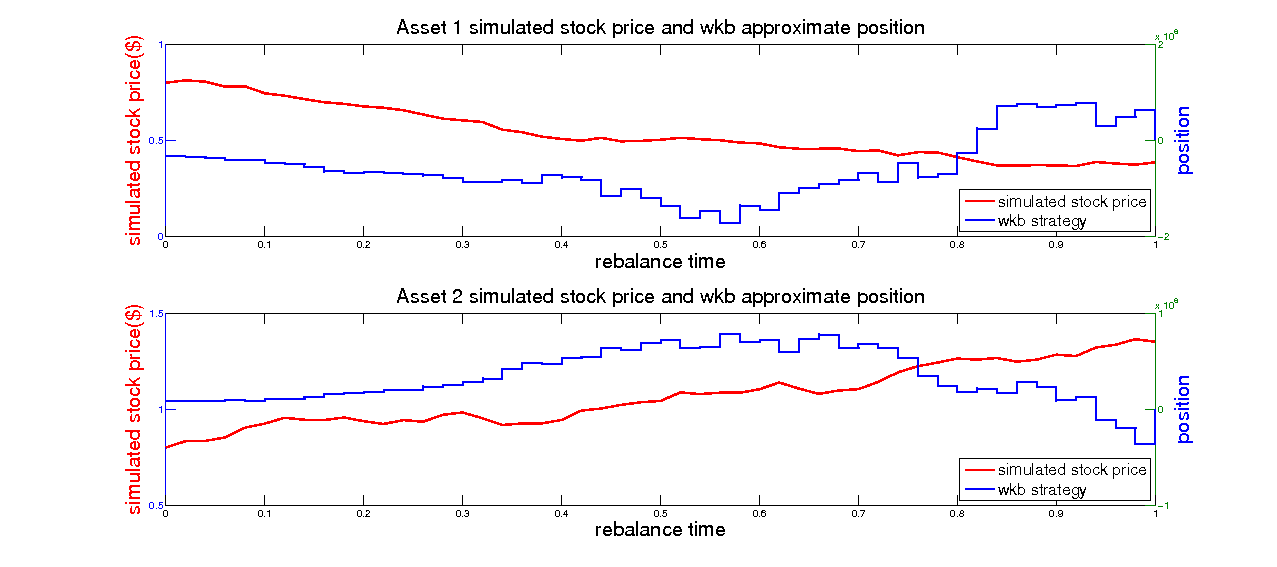 Asset 1 simulated stock price and wkb approximate position
simulated stock price($)
1
0.5
0
x 10
2
0
-2
position
simulated stock price
wkb strategy
0 0.1 0.2 0.3 0.4 0.5 0.6 0.7 0.8 0.9 1
rebalance time
Asset 2 simulated stock price and wkb approximate position
simulated stock price($)
1.5
1
0.5
x 10
1
0
-1
position
simulated stock price
wkb strategy
0 0.1 0.2 0.3 0.4 0.5 0.6 0.7 0.8 0.9 1
rebalance time